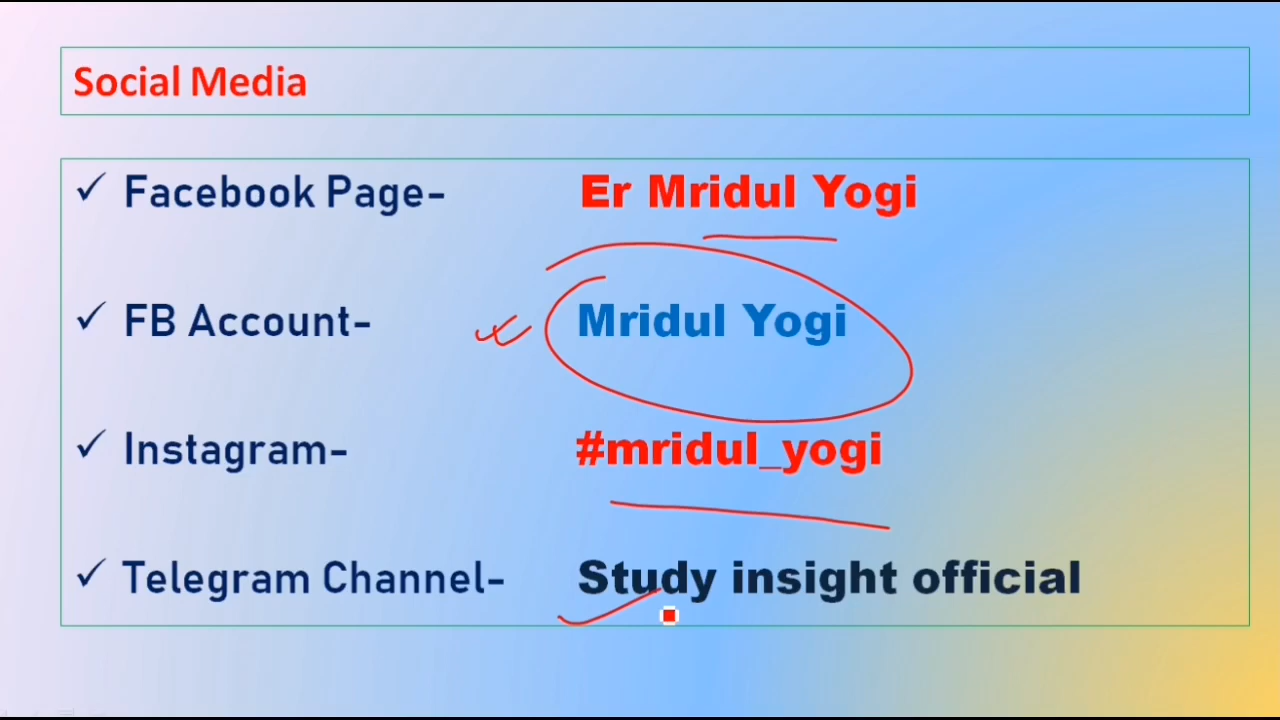 Social Media
✓ Facebook Page- Er Mridul Yogi
✓ FB Account- Mridul Yogi
✓ Instagram- #mridul_yogi
✓ Telegram Channel- Study insight official